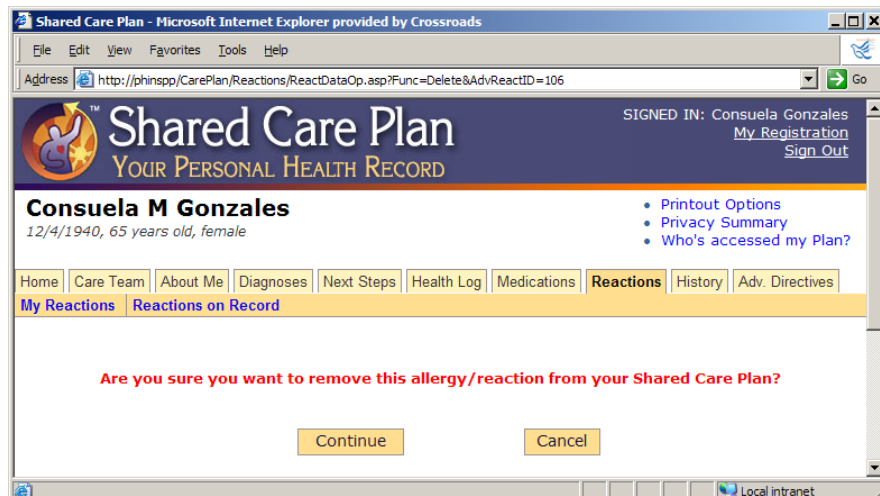 Shared Care Plan - Microsoft Internet Explorer provided by Crossroads
File Edit View Favorites Tools Help
Address http://phinspp/CarePlan/Reactions/ReactDataOp.asp?Func=Delete&AdvReactID=106 Go
Shared Care Plan
™
YOUR PERSONAL HEALTH RECORD
SIGNED IN: Consuela Gonzales
My Registration
Sign Out
Consuela M Gonzales
12/4/1940, 65 years old, female
• Printout Options
• Privacy Summary
• Who's accessed my Plan?
Home Care Team About Me Diagnoses Next Steps Health Log Medications Reactions History Adv. Directives
My Reactions Reactions on Record
Are you sure you want to remove this allergy/reaction from your Shared Care Plan?
Continue Cancel
Local intranet